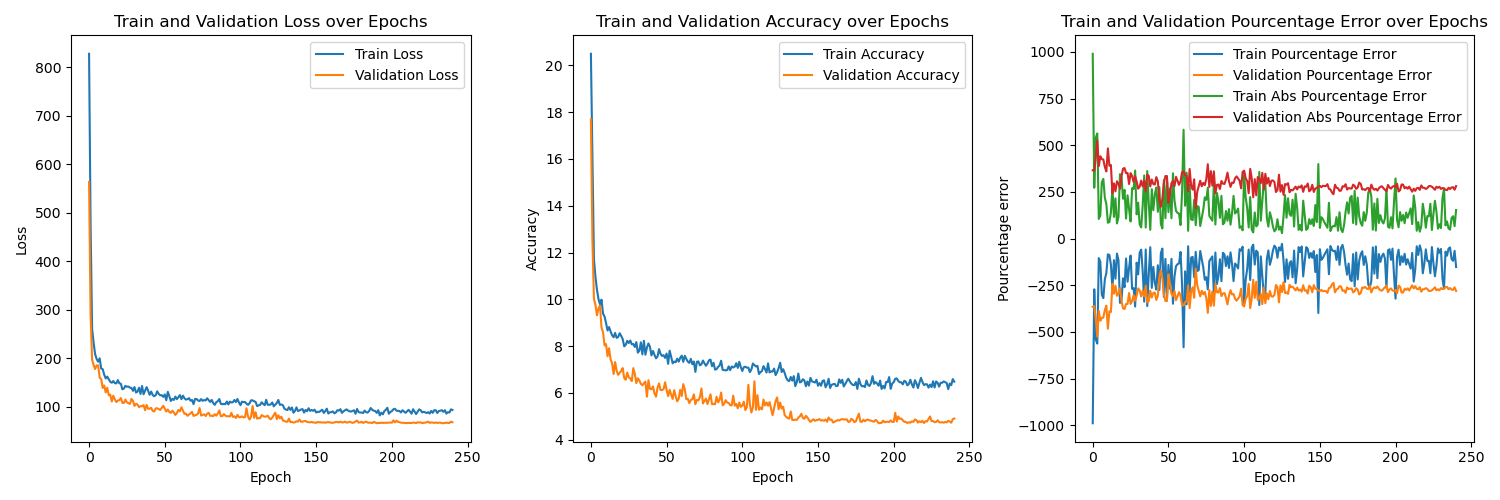 Train and Validation Loss over Epochs
Train Loss
Validation Loss
800
700
600
500
400
300
200
100
Loss
0
50
100
150
200
250
Epoch
Train and Validation Accuracy over Epochs
Train Accuracy
Validation Accuracy
20
18
16
14
12
10
8
6
4
Accuracy
0
50
100
150
200
250
Epoch
Train and Validation Pourcentage Error over Epochs
Train Pourcentage Error
Validation Pourcentage Error
Train Abs Pourcentage Error
Validation Abs Pourcentage Error
1000
750
500
250
0
−250
−500
−750
−1000
Pourcentage error
0
50
100
150
200
250
Epoch